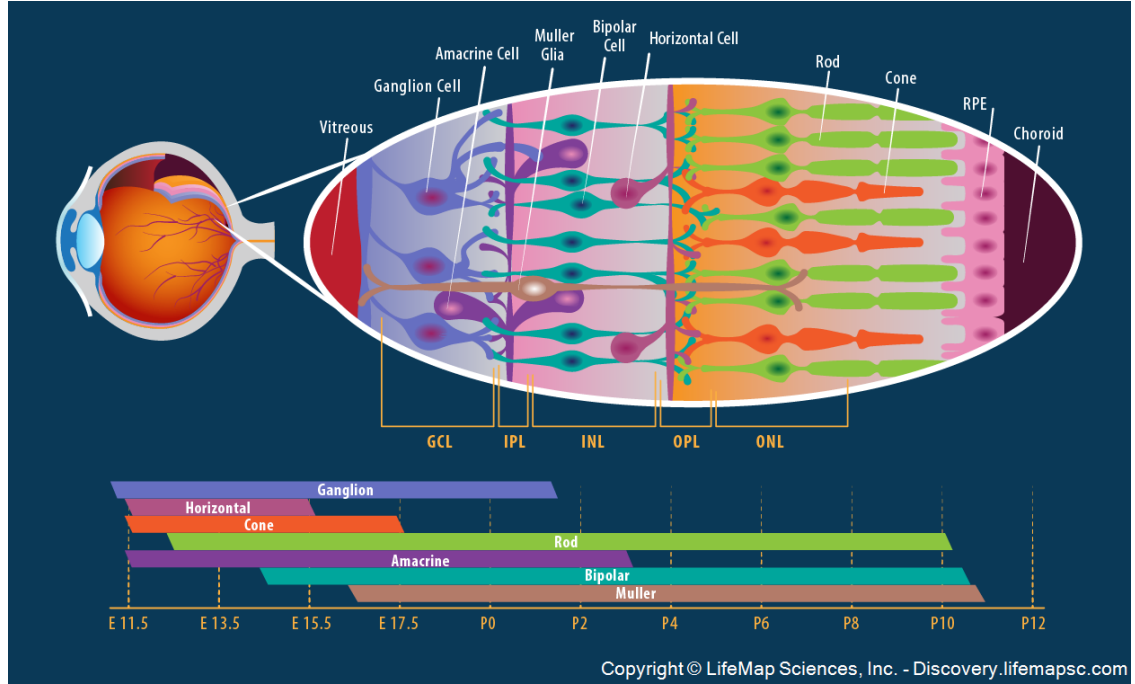 Vitreous
Ganglion Cell
Amacrine Cell
Muller
Glia
Bipolar
Cell
Horizontal Cell
Rod
Cone
RPE
Choroid
GCL
IPL
INL
OPL
ONL
Ganglion
Horizontal
Cone
Rod
Amacrine
Bipolar
Muller
E 11.5
E 13.5
E 15.5
E 17.5
P0
P2
P4
P6
P8
P10
P12
Copyright © LifeMap Sciences, Inc. - Discovery.lifemapsc.com